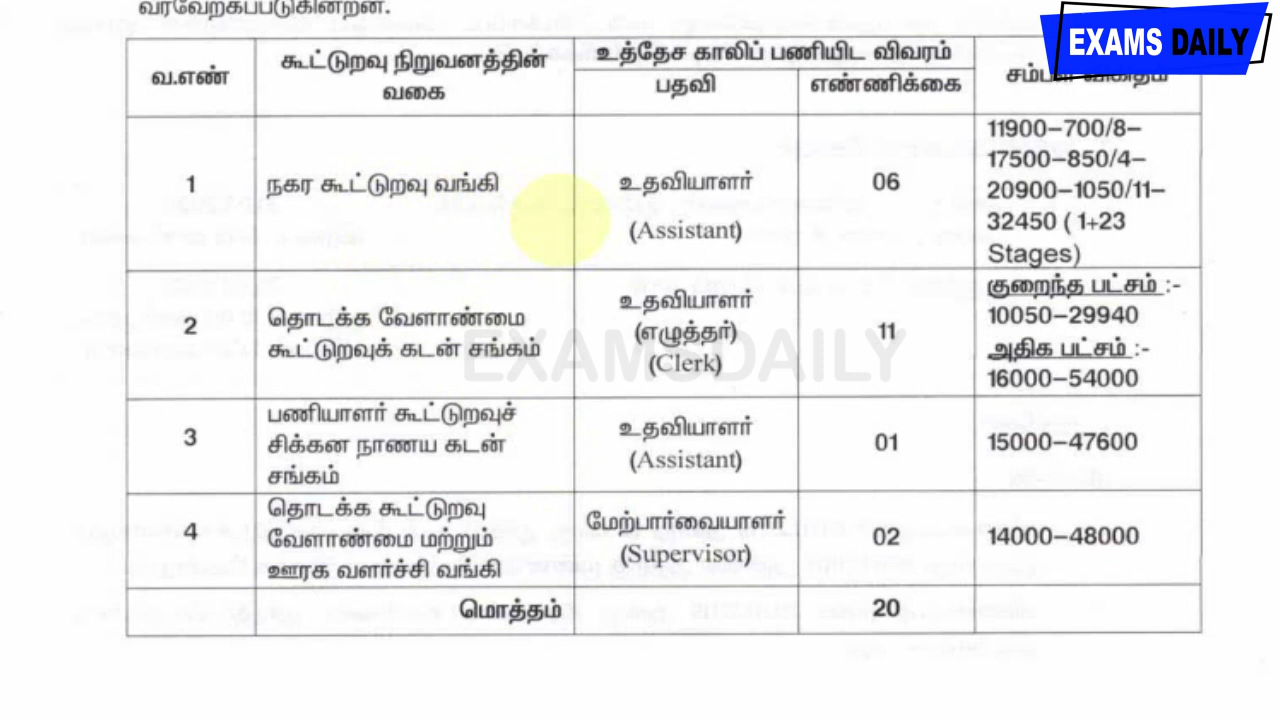 வரவேற்கப்படுகின்றன.
EXAMS DAILY
வ.எண்
கூட்டுறவு நிறுவனத்தின்
வகை
உத்தேச காலிப் பணியிட விவரம்
பதவி
எண்ணிக்கை
சம்பள விகிதம்
1
நகர கூட்டுறவு வங்கி
உதவியாளர்
(Assistant)
06
11900–700/8–
17500–850/4–
20900–1050/11–
32450 ( 1+23
Stages)
2
தொடக்க வேளாண்மை
கூட்டுறவுக் கடன் சங்கம்
உதவியாளர்
(எழுத்தர்)
(Clerk)
11
குறைந்த பட்சம் :-
10050–29940
அதிக பட்சம் :-
16000–54000
EXAMSDAILY
3
பணியாளர் கூட்டுறவுச்
சிக்கன நாணய கடன்
சங்கம்
உதவியாளர்
(Assistant)
01
15000–47600
4
தொடக்க கூட்டுறவு
வேளாண்மை மற்றும்
ஊரக வளர்ச்சி வங்கி
மேற்பார்வையாளர்
(Supervisor)
02
14000–48000
மொத்தம்
20